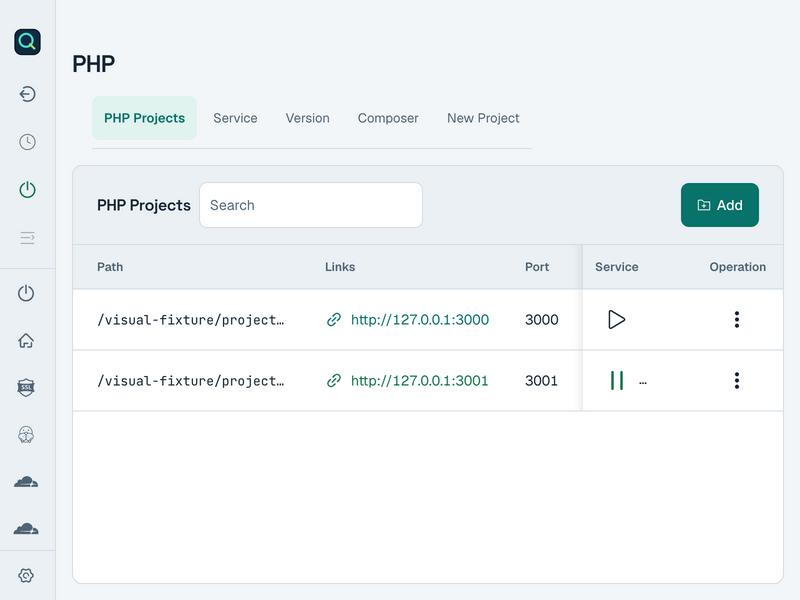 PHP
PHP Projects Service Version Composer New Project
PHP Projects Search Add
Path Links Port Service Operation
/visual-fixture/project… http://127.0.0.1:3000 3000
/visual-fixture/project… http://127.0.0.1:3001 3001 ...
SSL